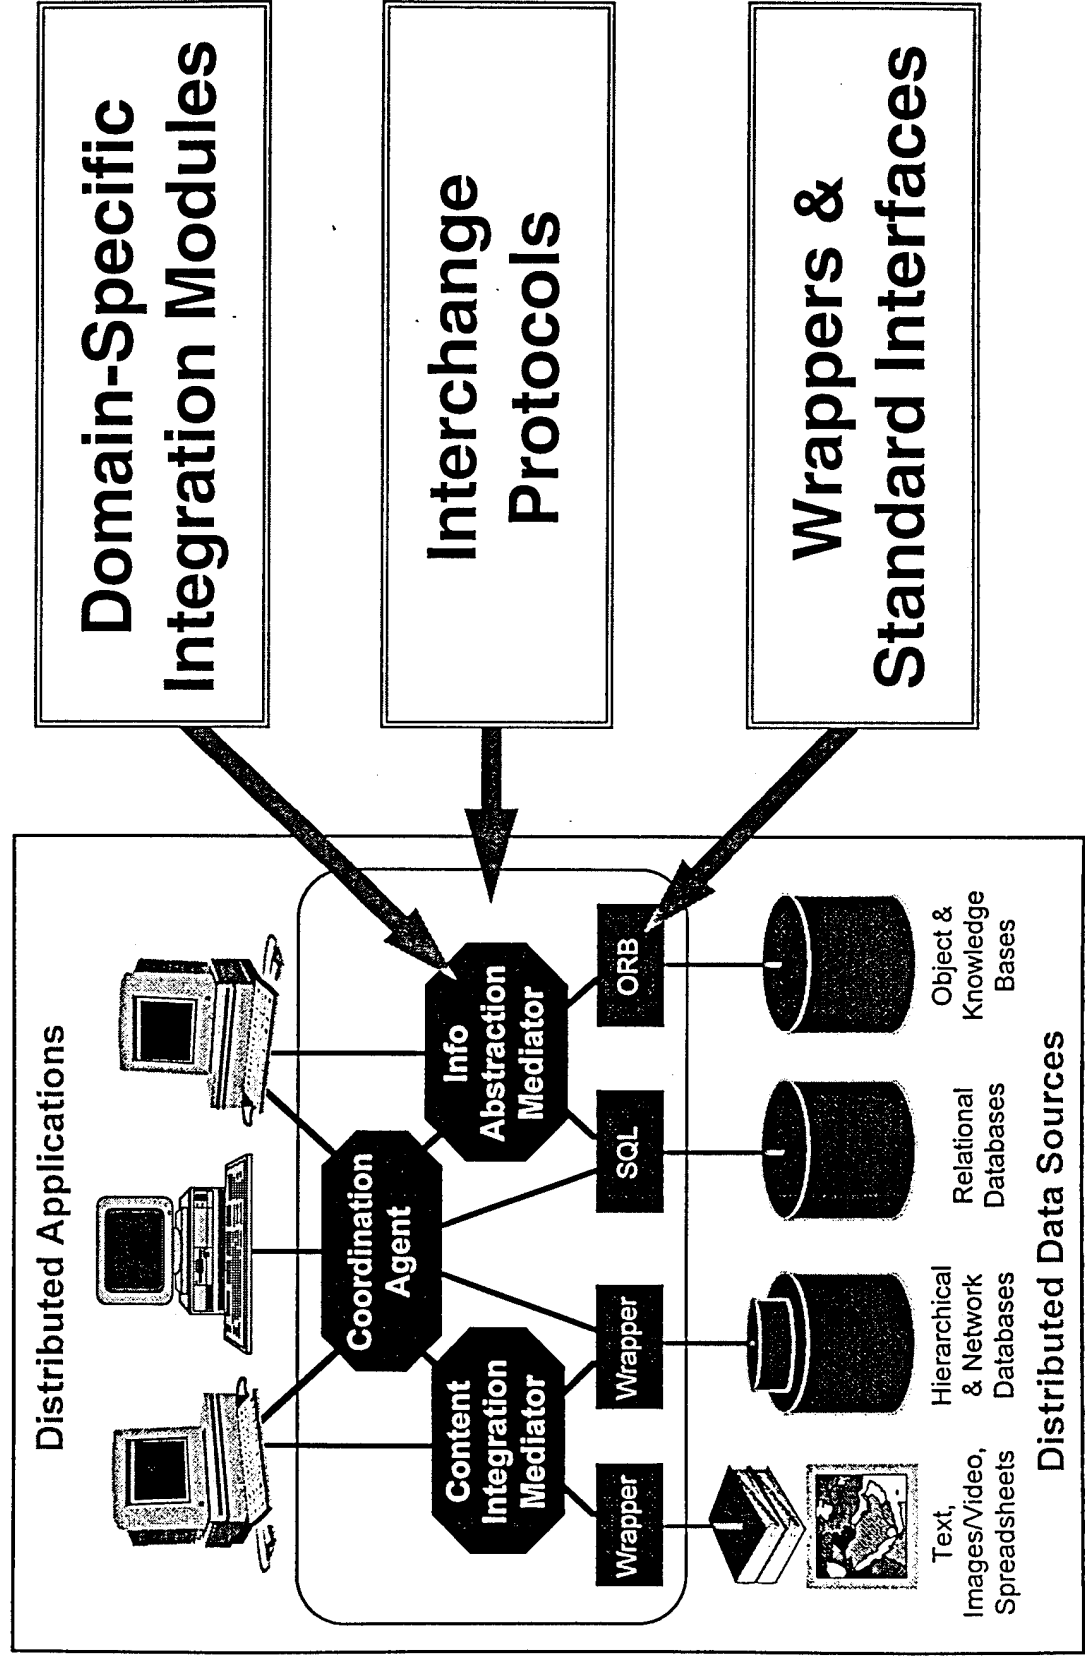 Distributed Applications
Coordination
Agent
Content
Integration
Mediator
Info
Abstraction
Mediator
Wrapper
Wrapper
SQL
ORB
Text,
Images/Video,
Spreadsheets
Hierarchical
& Network
Databases
Relational
Databases
Object &
Knowledge
Bases
Distributed Data Sources
Domain-Specific
Integration Modules
Interchange
Protocols
Wrappers &
Standard Interfaces